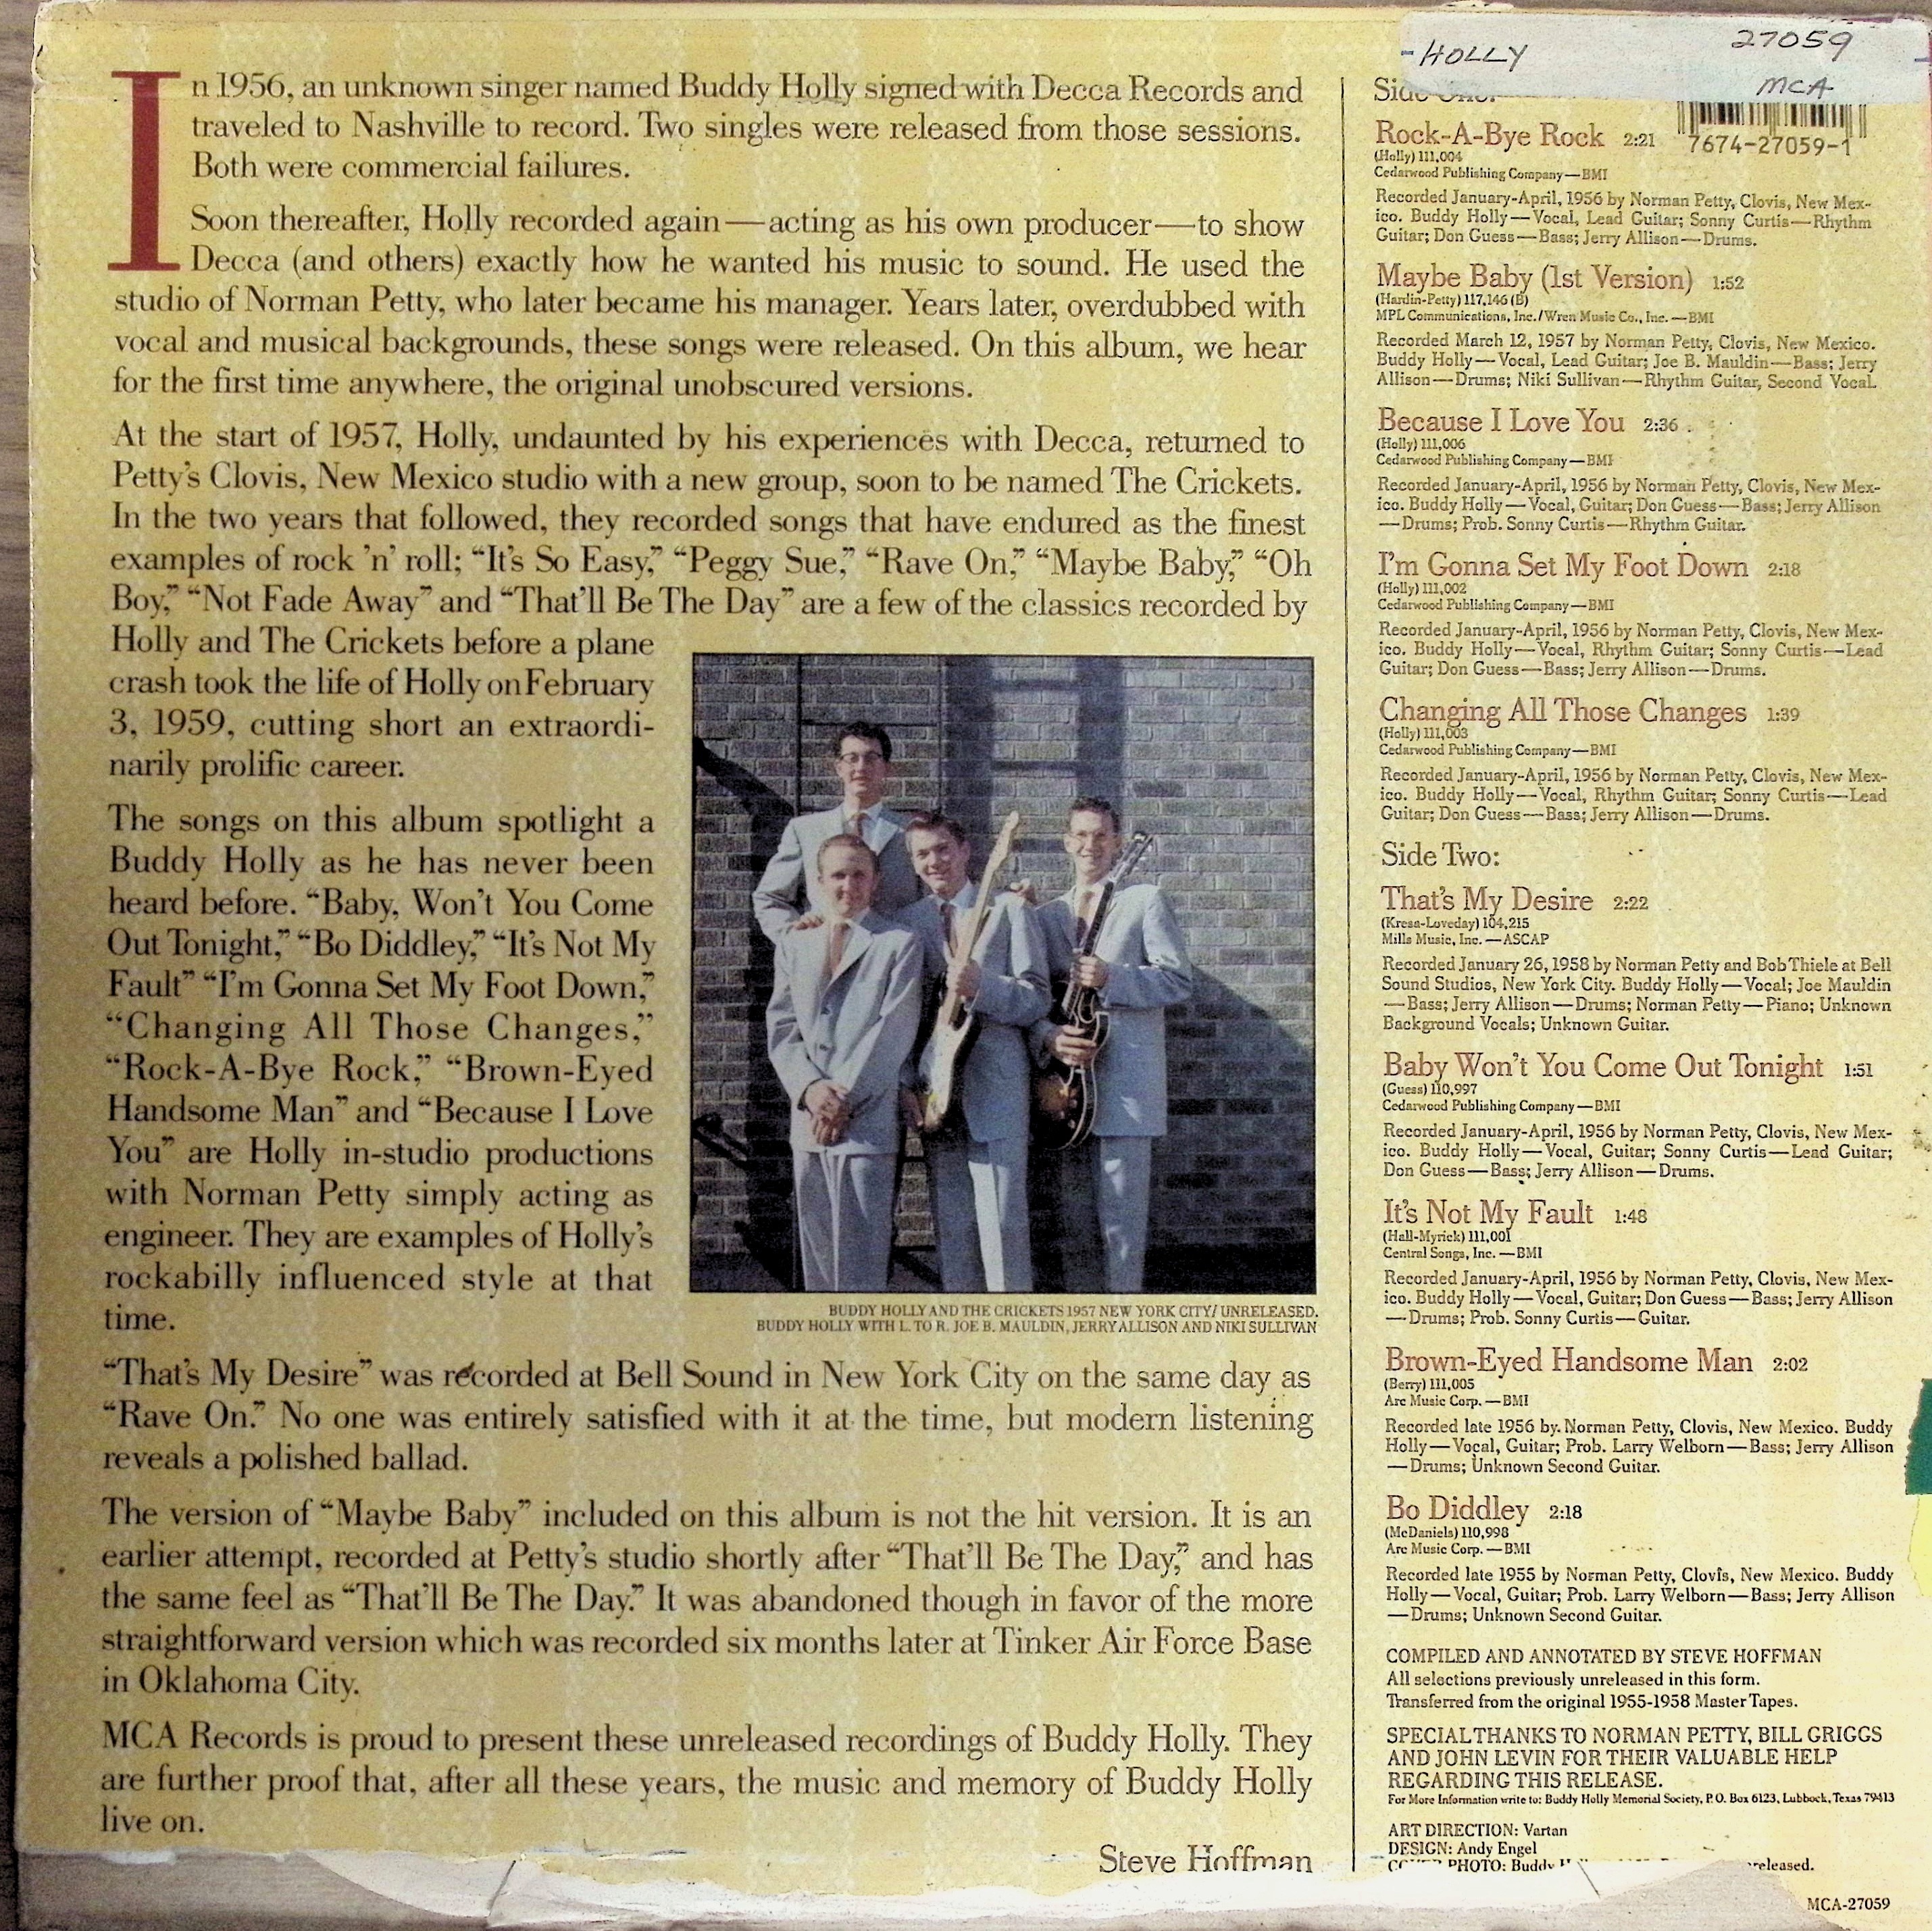 HOLLY
27059
MCA
In 1956, an unknown singer named Buddy Holly signed with Decca Records and
traveled to Nashville to record. Two singles were released from those sessions.
Both were commercial failures.
Soon thereafter, Holly recorded again—acting as his own producer—to show
Decca (and others) exactly how he wanted his music to sound. He used the
studio of Norman Petty, who later became his manager. Years later, overdubbed with
vocal and musical backgrounds, these songs were released. On this album, we hear
for the first time anywhere, the original unobscured versions.
At the start of 1957, Holly, undaunted by his experiences with Decca, returned to
Petty's Clovis, New Mexico studio with a new group, soon to be named The Crickets.
In the two years that followed, they recorded songs that have endured as the finest
examples of rock 'n' roll; “It's So Easy,” “Peggy Sue,” “Rave On,” “Maybe Baby,” “Oh
Boy,” “Not Fade Away” and “That'll Be The Day” are a few of the classics recorded by
Holly and The Crickets before a plane
crash took the life of Holly on February
3, 1959, cutting short an extraordi-
narily prolific career.
The songs on this album spotlight a
Buddy Holly as he has never been
heard before. “Baby, Won't You Come
Out Tonight,” “Bo Diddley,” “It's Not My
Fault” “I'm Gonna Set My Foot Down,”
“Changing All Those Changes,”
“Rock-A-Bye Rock,” “Brown-Eyed
Handsome Man” and “Because I Love
You” are Holly in-studio productions
with Norman Petty simply acting as
engineer. They are examples of Holly's
rockabilly influenced style at that
time.
BUDDY HOLLY AND THE CRICKETS 1957 NEW YORK CITY/UNRELEASED.
BUDDY HOLLY WITH L. TO R. JOE B. MAULDIN, JERRY ALLISON AND NIKI SULLIVAN
“That's My Desire” was recorded at Bell Sound in New York City on the same day as
“Rave On.” No one was entirely satisfied with it at the time, but modern listening
reveals a polished ballad.
The version of “Maybe Baby” included on this album is not the hit version. It is an
earlier attempt, recorded at Petty's studio shortly after “That'll Be The Day,” and has
the same feel as “That'll Be The Day.” It was abandoned though in favor of the more
straightforward version which was recorded six months later at Tinker Air Force Base
in Oklahoma City.
MCA Records is proud to present these unreleased recordings of Buddy Holly. They
are further proof that, after all these years, the music and memory of Buddy Holly
live on.
Steve Hoffman
Side One:
7674-27059-1
Rock-A-Bye Rock 2:21
(Holly) 111,004
Cedarwood Publishing Company—BMI
Recorded January-April, 1956 by Norman Petty, Clovis, New Mex-
ico. Buddy Holly—Vocal, Lead Guitar; Sonny Curtis—Rhythm
Guitar; Don Guess—Bass; Jerry Allison—Drums.
Maybe Baby (1st Version) 1:52
(Hardin-Petty) 117,146 (B)
MPL Communications, Inc./Wren Music Co., Inc.—BMI
Recorded March 12, 1957 by Norman Petty, Clovis, New Mexico.
Buddy Holly—Vocal, Lead Guitar; Joe B. Mauldin—Bass; Jerry
Allison—Drums; Niki Sullivan—Rhythm Guitar, Second Vocal.
Because I Love You 2:36
(Holly) 111,006
Cedarwood Publishing Company—BMI
Recorded January-April, 1956 by Norman Petty, Clovis, New Mex-
ico. Buddy Holly—Vocal, Guitar; Don Guess—Bass; Jerry Allison
—Drums; Prob. Sonny Curtis—Rhythm Guitar.
I'm Gonna Set My Foot Down 2:18
(Holly) 111,002
Cedarwood Publishing Company—BMI
Recorded January-April, 1956 by Norman Petty, Clovis, New Mex-
ico. Buddy Holly—Vocal, Rhythm Guitar; Sonny Curtis—Lead
Guitar; Don Guess—Bass; Jerry Allison—Drums.
Changing All Those Changes 1:39
(Holly) 111,003
Cedarwood Publishing Company—BMI
Recorded January-April, 1956 by Norman Petty, Clovis, New Mex-
ico. Buddy Holly—Vocal, Rhythm Guitar; Sonny Curtis—Lead
Guitar; Don Guess—Bass; Jerry Allison—Drums.
Side Two:
That's My Desire 2:22
(Kresa-Loveday) 104,215
Mills Music, Inc.—ASCAP
Recorded January 26, 1958 by Norman Petty and Bob Thiele at Bell
Sound Studios, New York City. Buddy Holly—Vocal; Joe Mauldin
—Bass; Jerry Allison—Drums; Norman Petty—Piano; Unknown
Background Vocals; Unknown Guitar.
Baby Won't You Come Out Tonight 1:51
(Guess) 110,997
Cedarwood Publishing Company—BMI
Recorded January-April, 1956 by Norman Petty, Clovis, New Mex-
ico. Buddy Holly—Vocal, Guitar; Sonny Curtis—Lead Guitar;
Don Guess—Bass; Jerry Allison—Drums.
It's Not My Fault 1:48
(Hall-Myrick) 111,001
Central Songs, Inc.—BMI
Recorded January-April, 1956 by Norman Petty, Clovis, New Mex-
ico. Buddy Holly—Vocal, Guitar; Don Guess—Bass; Jerry Allison
—Drums; Prob. Sonny Curtis—Guitar.
Brown-Eyed Handsome Man 2:02
(Berry) 111,005
Arc Music Corp.—BMI
Recorded late 1956 by Norman Petty, Clovis, New Mexico. Buddy
Holly—Vocal, Guitar; Prob. Larry Welborn—Bass; Jerry Allison
—Drums; Unknown Second Guitar.
Bo Diddley 2:18
(McDaniels) 110,998
Arc Music Corp.—BMI
Recorded late 1955 by Norman Petty, Clovis, New Mexico. Buddy
Holly—Vocal, Guitar; Prob. Larry Welborn—Bass; Jerry Allison
—Drums; Unknown Second Guitar.
COMPILED AND ANNOTATED BY STEVE HOFFMAN
All selections previously unreleased in this form.
Transferred from the original 1955-1958 Master Tapes.
SPECIAL THANKS TO NORMAN PETTY, BILL GRIGGS
AND JOHN LEVIN FOR THEIR VALUABLE HELP
REGARDING THIS RELEASE.
For More Information write to: Buddy Holly Memorial Society, P.O. Box 6123, Lubbock, Texas 79413
ART DIRECTION: Vartan
DESIGN: Andy Engel
PHOTO: Buddy
MCA-27059